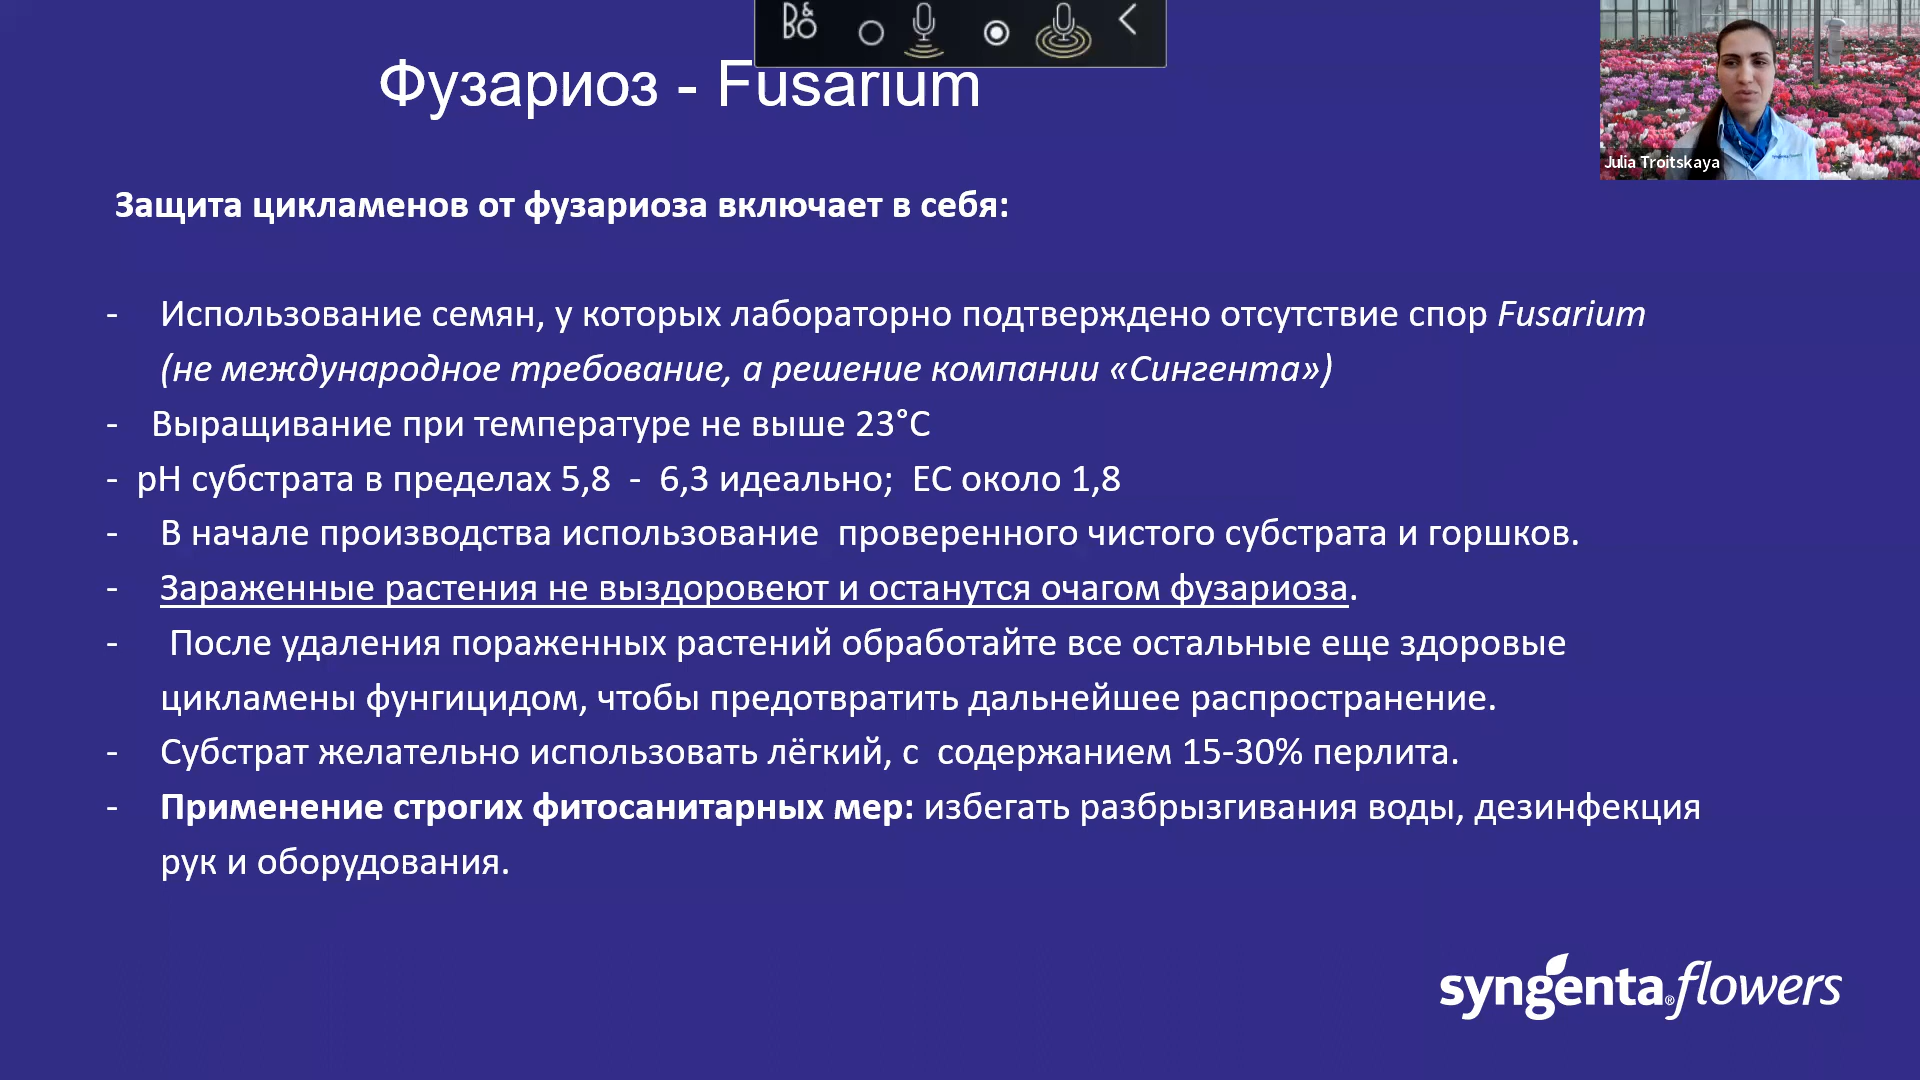 B&O
Фузариоз - Fusarium
Julia Troitskaya
Защита цикламенов от фузариоза включает в себя:
- Использование семян, у которых лабораторно подтверждено отсутствие спор Fusarium
(не международное требование, а решение компании «Сингента»)
- Выращивание при температуре не выше 23°С
- pH субстрата в пределах 5,8 - 6,3 идеально; EC около 1,8
- В начале производства использование проверенного чистого субстрата и горшков.
- Зараженные растения не выздоровеют и останутся очагом фузариоза.
- После удаления пораженных растений обработайте все остальные еще здоровые
цикламены фунгицидом, чтобы предотвратить дальнейшее распространение.
- Субстрат желательно использовать лёгкий, с содержанием 15-30% перлита.
- Применение строгих фитосанитарных мер: избегать разбрызгивания воды, дезинфекция
рук и оборудования.
syngenta® flowers